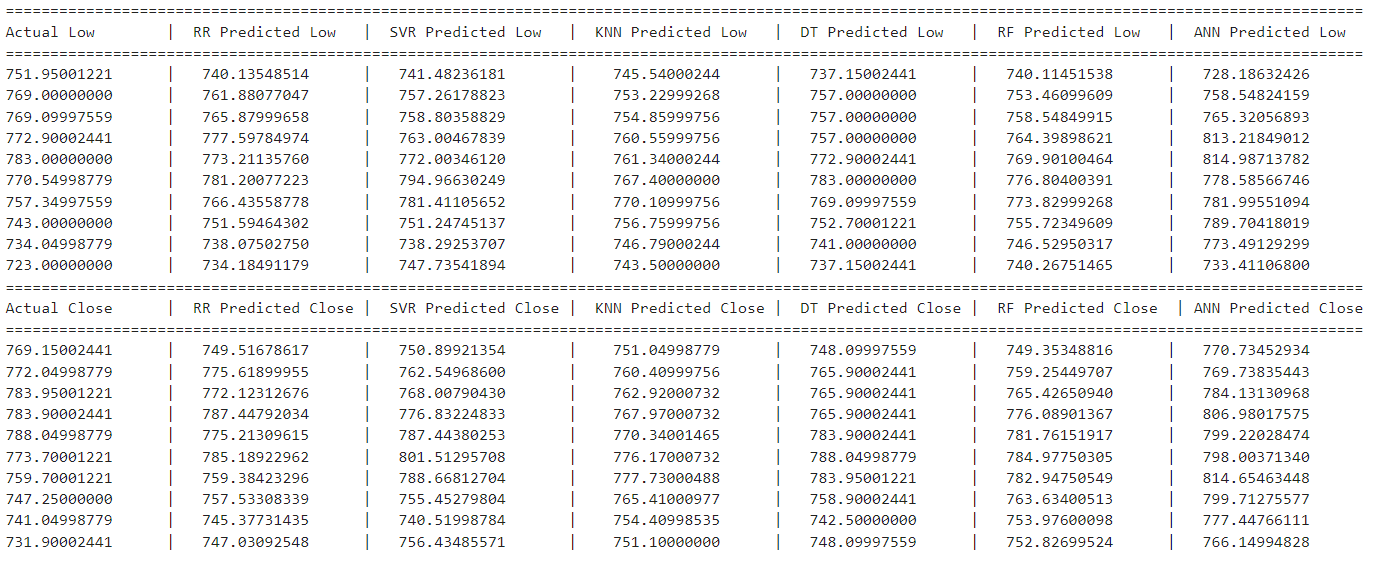 ==========================================================================================================================================================
Actual Low | RR Predicted Low | SVR Predicted Low | KNN Predicted Low | DT Predicted Low | RF Predicted Low | ANN Predicted Low
==========================================================================================================================================================
751.95001221 | 740.13548514 | 741.48236181 | 745.54000244 | 737.15002441 | 740.11451538 | 728.18632426
769.00000000 | 761.88077047 | 757.26178823 | 753.22999268 | 757.00000000 | 753.46099609 | 758.54824159
769.09997559 | 765.87999658 | 758.80358829 | 754.85999756 | 757.00000000 | 758.54849915 | 765.32056893
772.90002441 | 777.59784974 | 763.00467839 | 760.55999756 | 757.00000000 | 764.39898621 | 813.21849012
783.00000000 | 773.21135760 | 772.00346120 | 761.34000244 | 772.90002441 | 769.90100464 | 814.98713782
770.54998779 | 781.20077223 | 794.96630249 | 767.40000000 | 783.00000000 | 776.80400391 | 778.58566746
757.34997559 | 766.43558778 | 781.41105652 | 770.10999756 | 769.09997559 | 773.82999268 | 781.99551094
743.00000000 | 751.59464302 | 751.24745137 | 756.75999756 | 752.70001221 | 755.72349609 | 789.70418019
734.04998779 | 738.07502750 | 738.29253707 | 746.79000244 | 741.00000000 | 746.52950317 | 773.49129299
723.00000000 | 734.18491179 | 747.73541894 | 743.50000000 | 737.15002441 | 740.26751465 | 733.41106800
==========================================================================================================================================================
Actual Close | RR Predicted Close | SVR Predicted Close | KNN Predicted Close | DT Predicted Close | RF Predicted Close | ANN Predicted Close
==========================================================================================================================================================
769.15002441 | 749.51678617 | 750.89921354 | 751.04998779 | 748.09997559 | 749.35348816 | 770.73452934
772.04998779 | 775.61899955 | 762.54968600 | 760.40999756 | 765.90002441 | 759.25449707 | 769.73835443
783.95001221 | 772.12312676 | 768.00790430 | 762.92000732 | 765.90002441 | 765.42650940 | 784.13130968
783.90002441 | 787.44792034 | 776.83224833 | 767.97000732 | 765.90002441 | 776.08901367 | 806.98017575
788.04998779 | 775.21309615 | 787.44380253 | 770.34001465 | 783.90002441 | 781.76151917 | 799.22028474
773.70001221 | 785.18922962 | 801.51295708 | 776.17000732 | 788.04998779 | 784.97750305 | 798.00371340
759.70001221 | 759.38423296 | 788.66812704 | 777.73000488 | 783.95001221 | 782.94750549 | 814.65463448
747.25000000 | 757.53308339 | 755.45279804 | 765.41000977 | 758.90002441 | 763.63400513 | 799.71275577
741.04998779 | 745.37731435 | 740.51998784 | 754.40998535 | 742.50000000 | 753.97600098 | 777.44766111
731.90002441 | 747.03092548 | 756.43485571 | 751.10000000 | 748.09997559 | 752.82699524 | 766.14994828